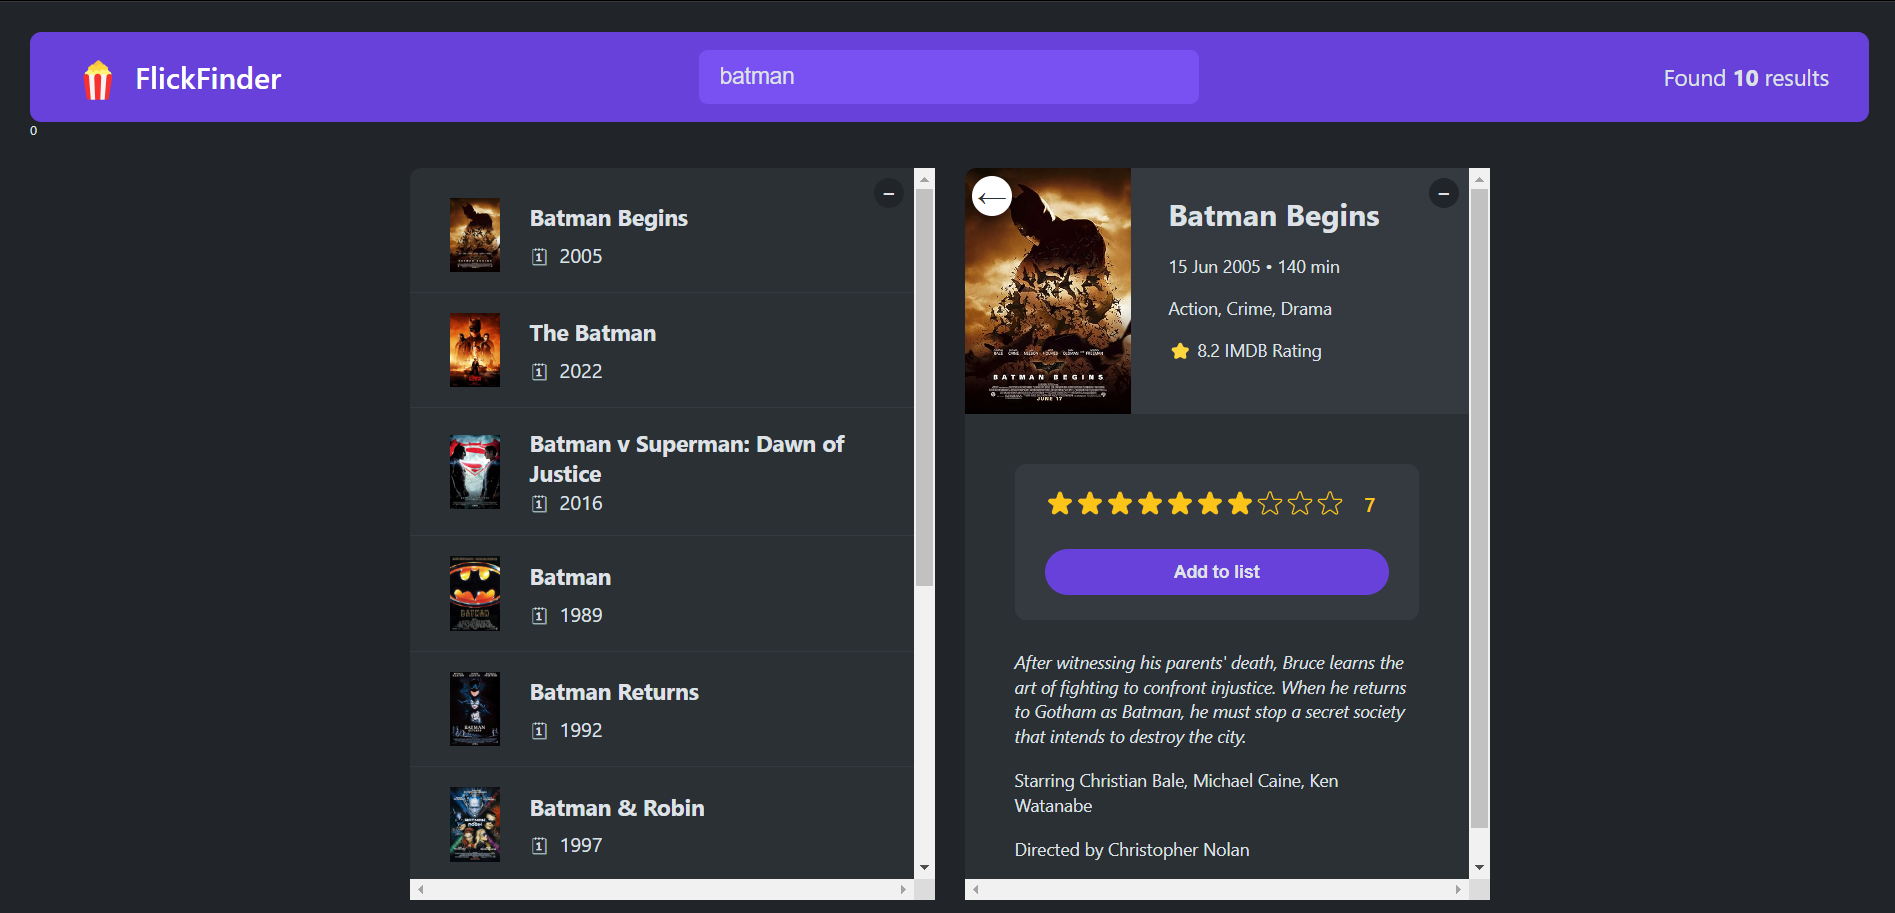 FlickFinder
batman
Found 10 results
0
Batman Begins
2005
The Batman
2022
Batman v Superman: Dawn of
Justice
2016
Batman
1989
Batman Returns
1992
Batman & Robin
1997
BATMAN BEGINS
JUNE 17
Batman Begins
15 Jun 2005 • 140 min
Action, Crime, Drama
8.2 IMDB Rating
7
Add to list
After witnessing his parents' death, Bruce learns the
art of fighting to confront injustice. When he returns
to Gotham as Batman, he must stop a secret society
that intends to destroy the city.
Starring Christian Bale, Michael Caine, Ken
Watanabe
Directed by Christopher Nolan